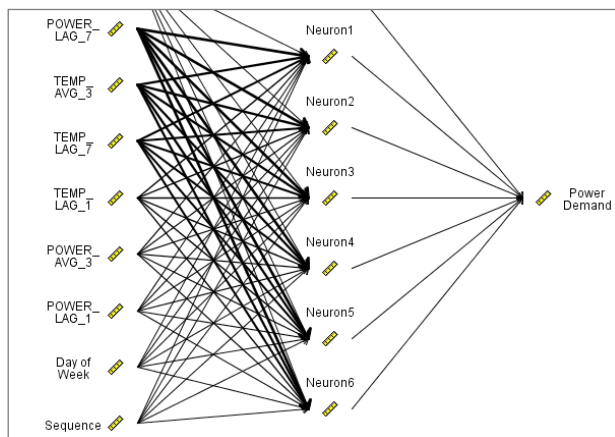 POWER_
LAG_7
TEMP_
AVG_3
TEMP_
LAG_7
TEMP_
LAG_1
POWER_
AVG_3
POWER_
LAG_1
Day of
Week
Sequence
Neuron1
Neuron2
Neuron3
Neuron4
Neuron5
Neuron6
Power
Demand